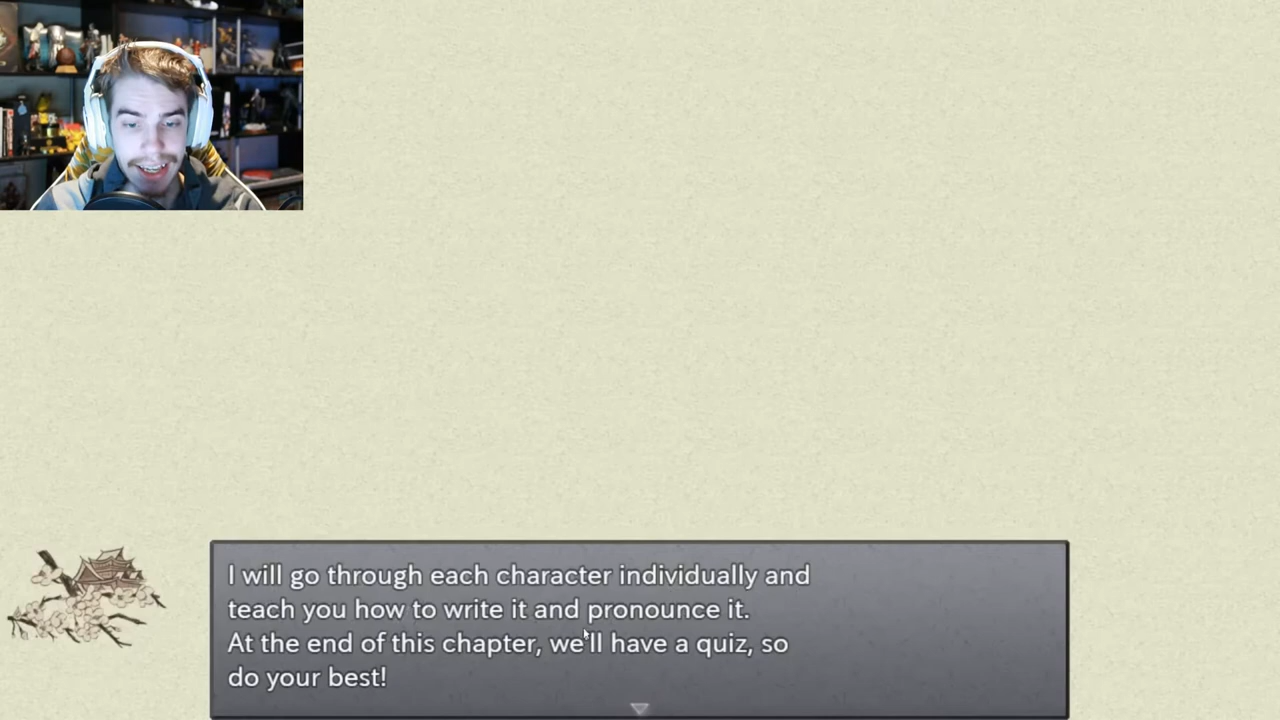 I will go through each character individually and
teach you how to write it and pronounce it.
At the end of this chapter, we'll have a quiz, so
do your best!